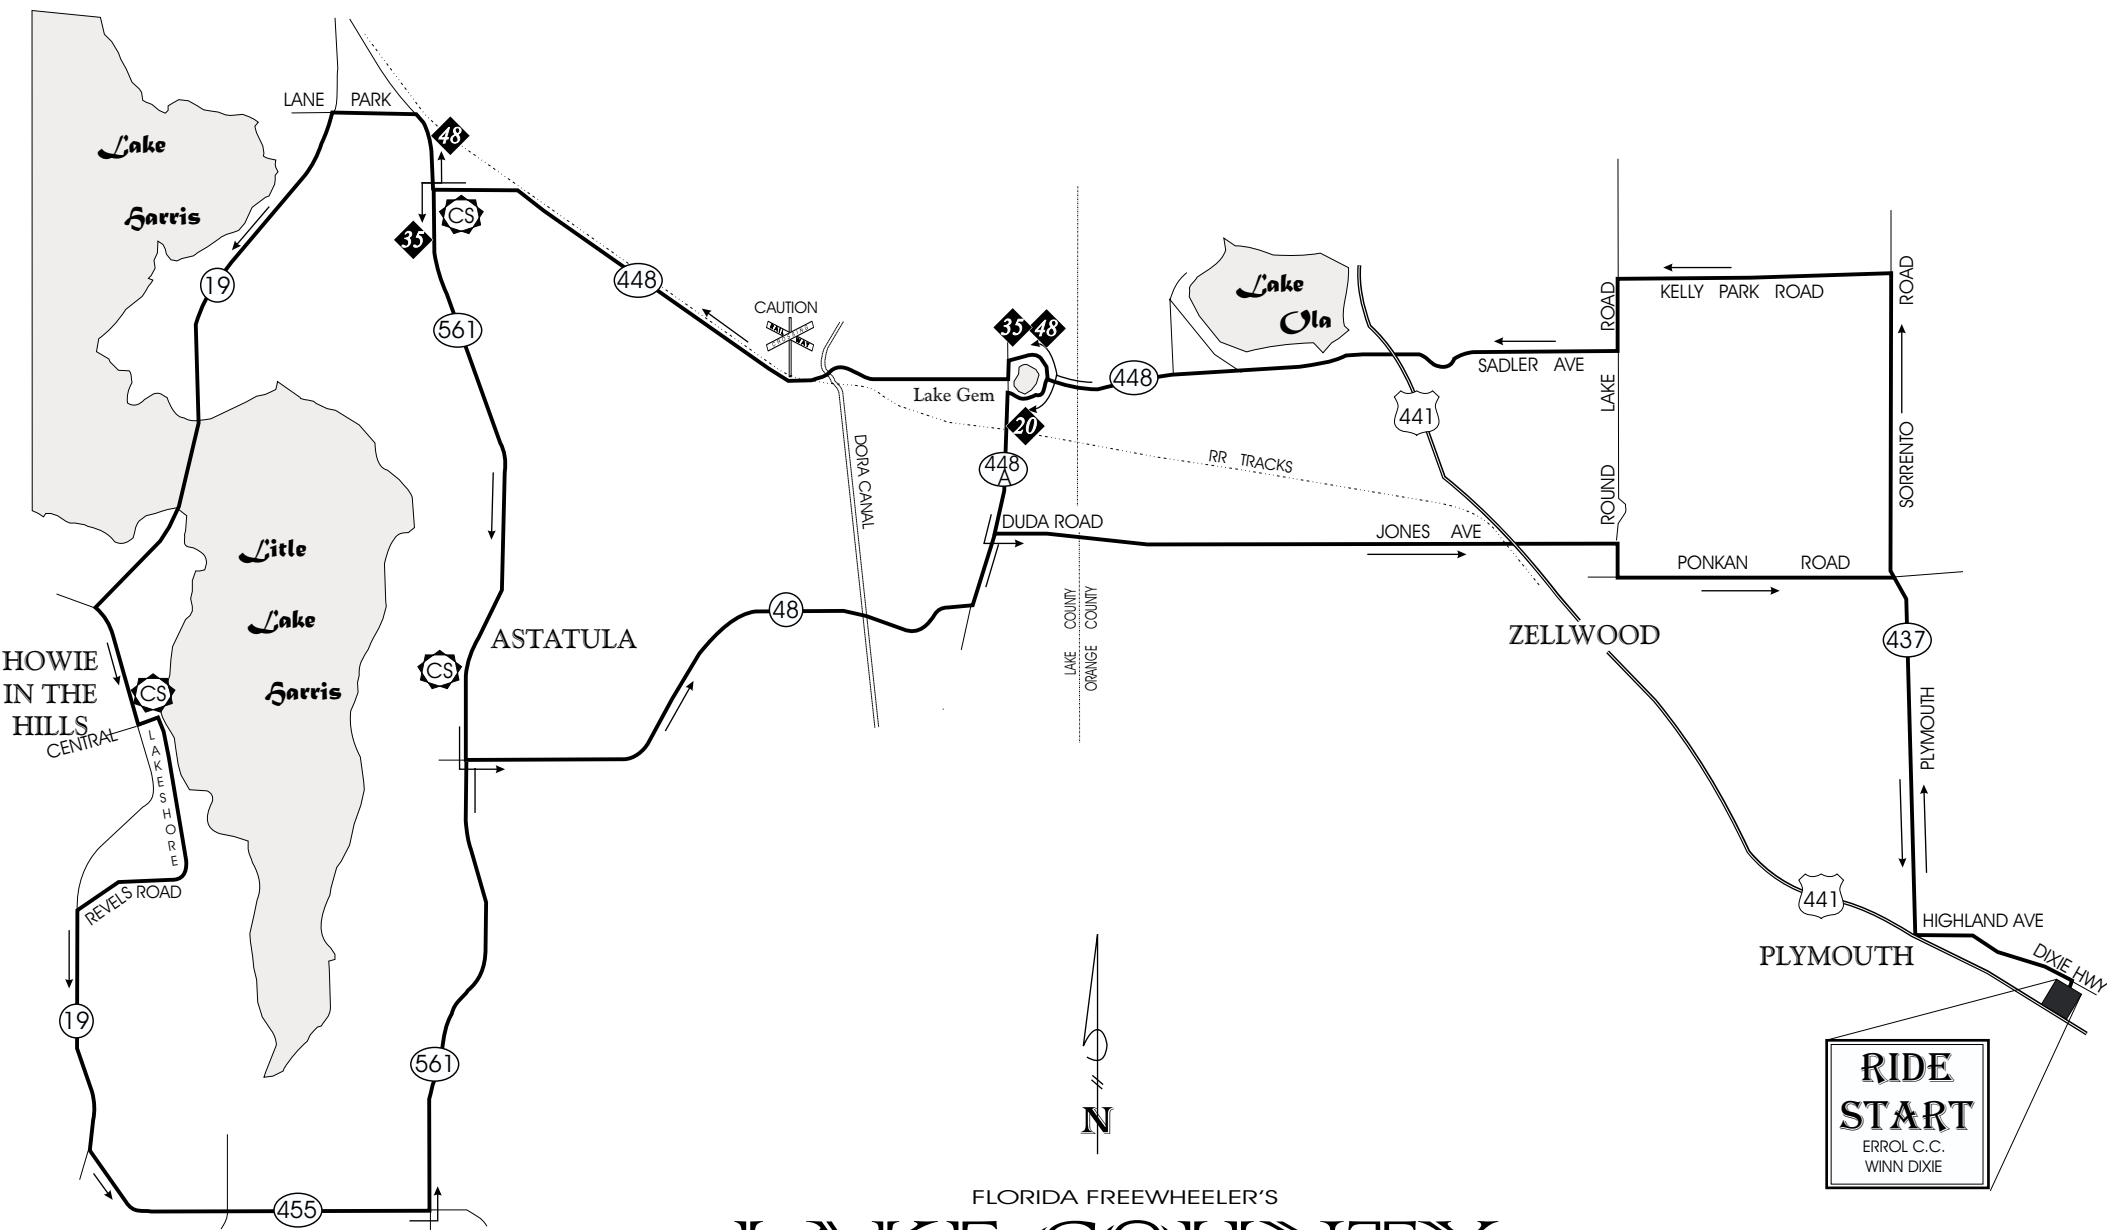 LANE PARK
48
Lake
Harris
CS
35
19
448
561
CAUTION
RAIL WAY
35 48
Lake
Ola
KELLY PARK ROAD
ROAD
ROUND LAKE ROAD
SADLER AVE
448
Lake Gem
441
20
448
A
RR TRACKS
SORRENTO
DORA CANAL
DUDA ROAD
JONES AVE
PONKAN ROAD
Litle
Lake
Harris
48
LAKE COUNTY
ORANGE COUNTY
ASTATULA
ZELLWOOD
437
HOWIE
IN THE
HILLS
CS
CS
CENTRAL
LAKESHORE
PLYMOUTH
REVELS ROAD
441
HIGHLAND AVE
PLYMOUTH
DIXIE HWY
19
561
N
RIDE
START
ERROL C.C.
WINN DIXIE
455
FLORIDA FREEWHEELER'S
LAKE COUNTY